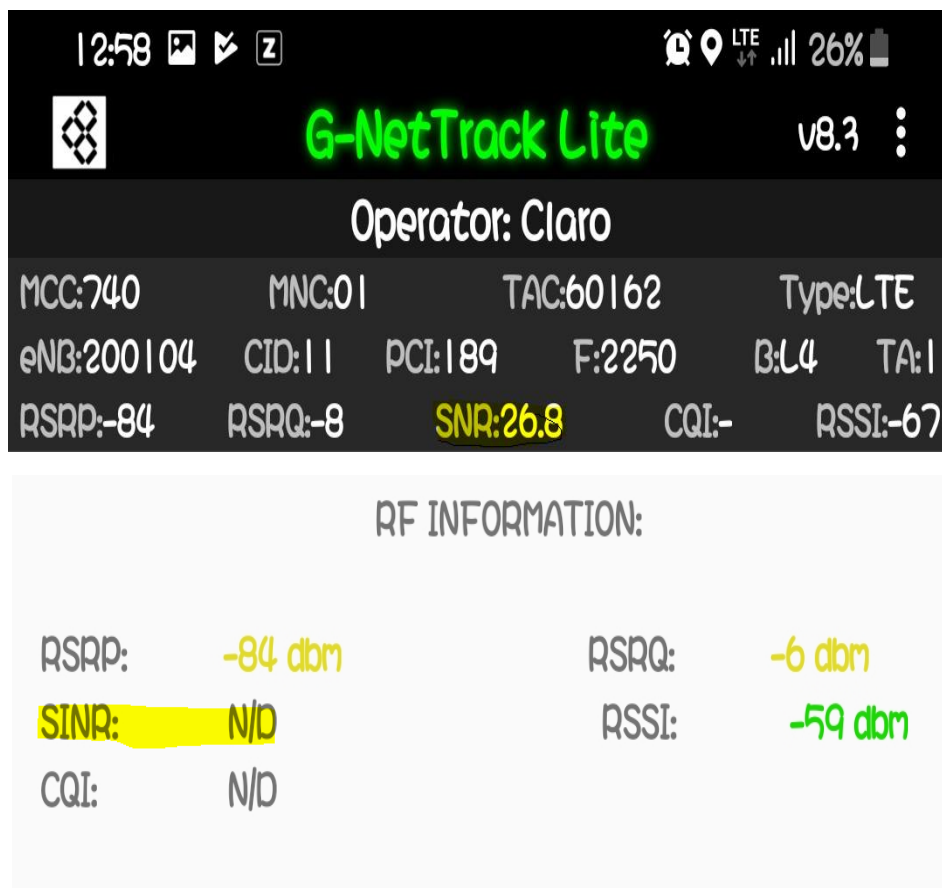 12:58 Z LTE 26%
G-NetTrack Lite v8.3
Operator: Claro
MCC:740 MNC:01 TAC:60162 Type:LTE
eNB:200104 CID:11 PCI:189 F:2250 B:L4 TA:1
RSRP:-84 RSRQ:-8 SNR:26.8 CQI:- RSSI:-67
RF INFORMATION:
RSRP: -84 dbm RSRQ: -6 dbm
SINR: N/D RSSI: -59 dbm
CQI: N/D